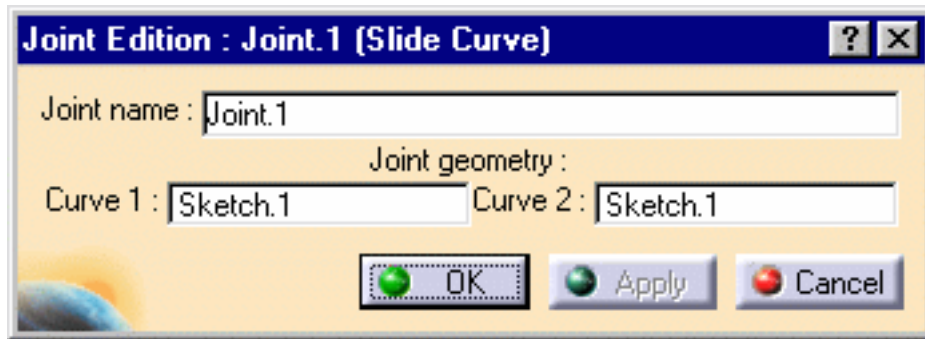 Joint Edition : Joint.1 (Slide Curve) ? X
Joint name : Joint.1
Joint geometry :
Curve 1 : Sketch.1 Curve 2 : Sketch.1
OK Apply Cancel